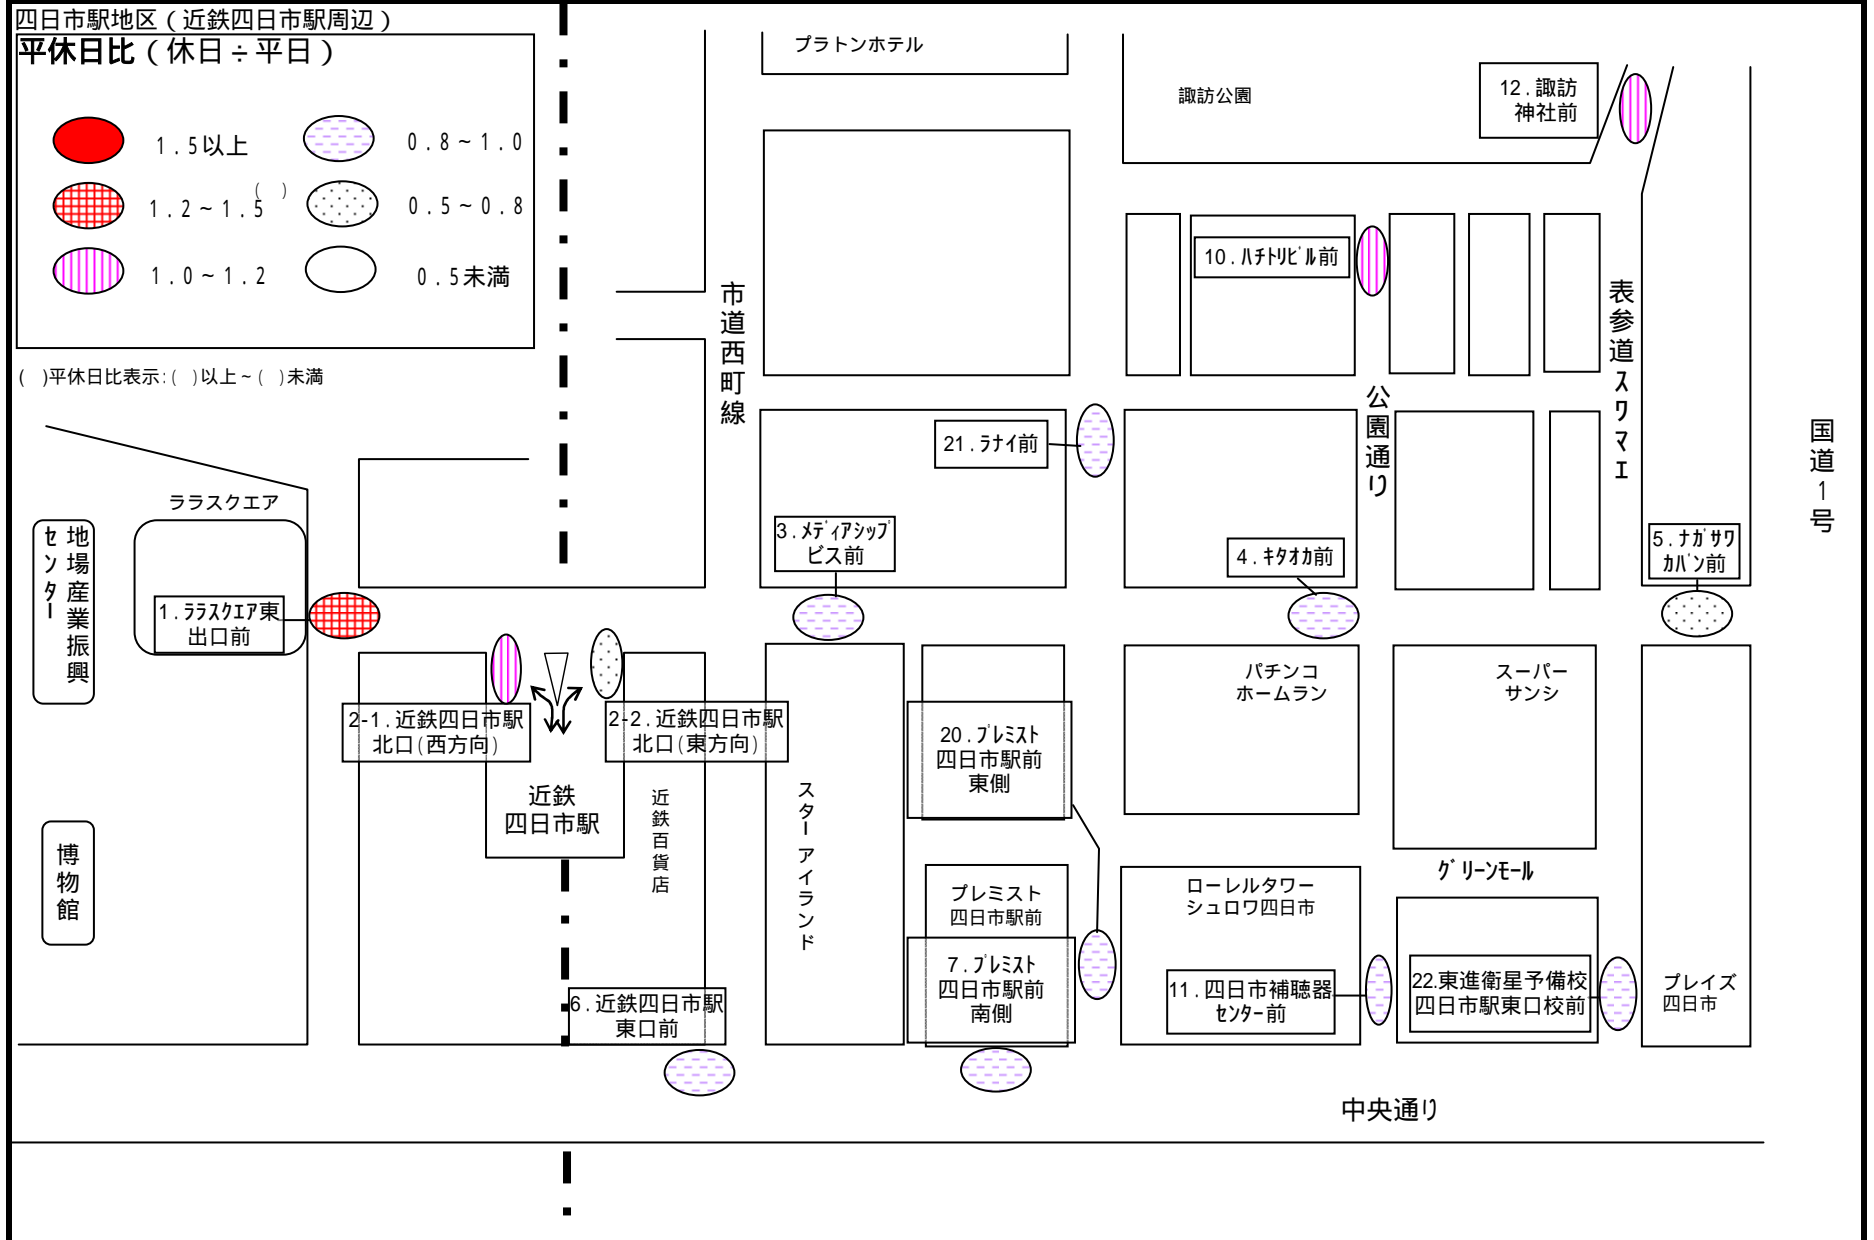 四日市駅地区（近鉄四日市駅周辺）
平休日比（休日÷平日）
1．5以上
0．8～1．0
1．2～1．5
(　)
0．5～0．8
1．0～1．2
0．5未満
(　)平休日比表示:(　)以上～(　)未満
プラトンホテル
諏訪公園
12．諏訪
神社前
10．ﾊﾁﾄﾘﾋﾞﾙ前
市道西町線
表参道スワマエ
公園通り
国道1号
21．ﾗﾅｲ前
ララスクエア
地場産業振興
センター
1．ﾗﾗｽｸｴｱ東
出口前
3．ﾒﾃﾞｨｱｼｯﾌﾟ
ビス前
4．ｷﾀｵｶ前
5．ﾅｶﾞｻﾜ
ｶﾊﾞﾝ前
2-1．近鉄四日市駅
北口(西方向)
2-2．近鉄四日市駅
北口(東方向)
近鉄
四日市駅
近鉄百貨店
スターアイランド
20．ﾌﾟﾚﾐｽﾄ
四日市駅前
東側
パチンコ
ホームラン
スーパー
サンシ
博物館
グリーンモール
プレミスト
四日市駅前
ローレルタワー
シュロワ四日市
7．ﾌﾟﾚﾐｽﾄ
四日市駅前
南側
6．近鉄四日市駅
東口前
11．四日市補聴器
ｾﾝﾀｰ前
22.東進衛星予備校
四日市駅東口校前
プレイズ
四日市
中央通り